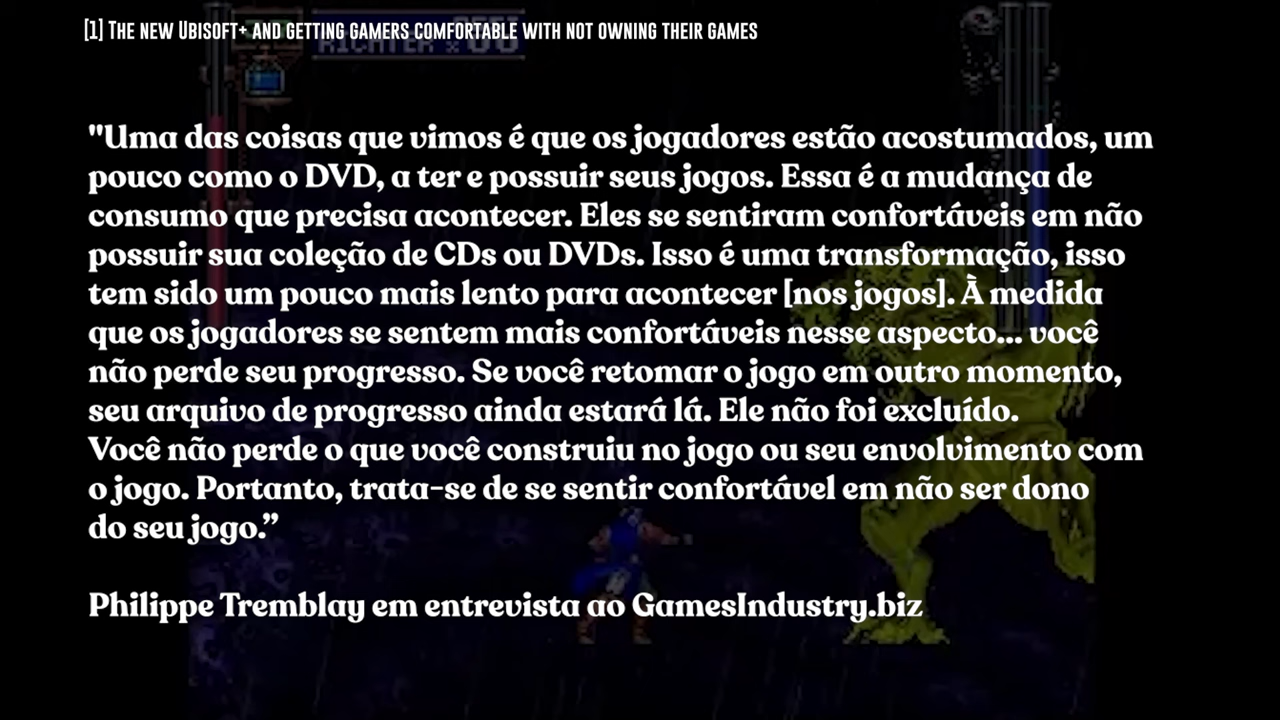 [1] The new Ubisoft+ and getting gamers comfortable with not owning their games
RICHTER x
"Uma das coisas que vimos é que os jogadores estão acostumados, um
pouco como o DVD, a ter e possuir seus jogos. Essa é a mudança de
consumo que precisa acontecer. Eles se sentiram confortáveis em não
possuir sua coleção de CDs ou DVDs. Isso é uma transformação, isso
tem sido um pouco mais lento para acontecer [nos jogos]. À medida
que os jogadores se sentem mais confortáveis nesse aspecto... você
não perde seu progresso. Se você retomar o jogo em outro momento,
seu arquivo de progresso ainda estará lá. Ele não foi excluído.
Você não perde o que você construiu no jogo ou seu envolvimento com
o jogo. Portanto, trata-se de se sentir confortável em não ser dono
do seu jogo.”
Philippe Tremblay em entrevista ao GamesIndustry.biz